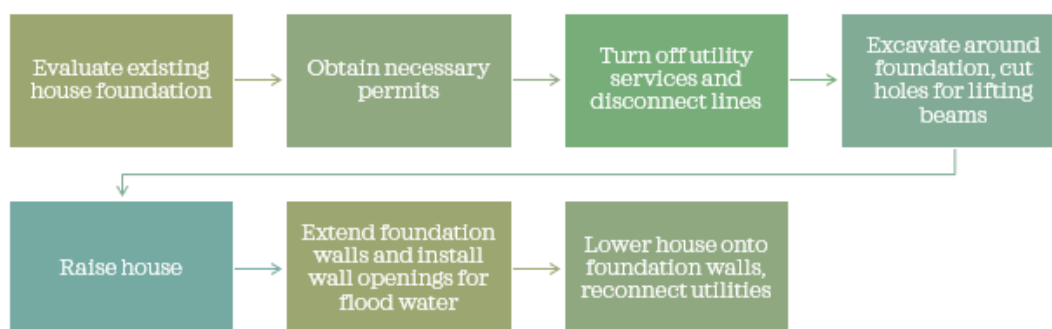 Evaluate existing
house foundation
Obtain necessary
permits
Turn off utility
services and
disconnect lines
Excavate around
foundation, cut
holes for lifting
beams
Raise house
Extend foundation
walls and install
wall openings for
flood water
Lower house onto
foundation walls,
reconnect utilities